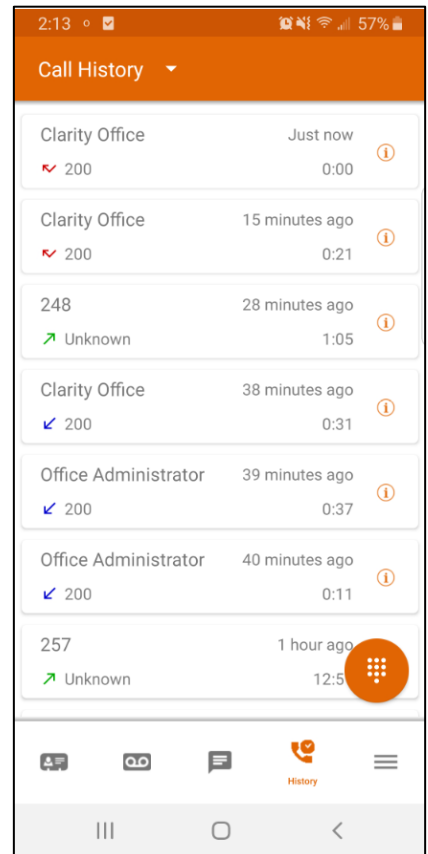 2:13 57%
Call History
Clarity Office Just now
200 0:00
Clarity Office 15 minutes ago
200 0:21
248 28 minutes ago
Unknown 1:05
Clarity Office 38 minutes ago
200 0:31
Office Administrator 39 minutes ago
200 0:37
Office Administrator 40 minutes ago
200 0:11
257 1 hour ago
Unknown 12:5
History